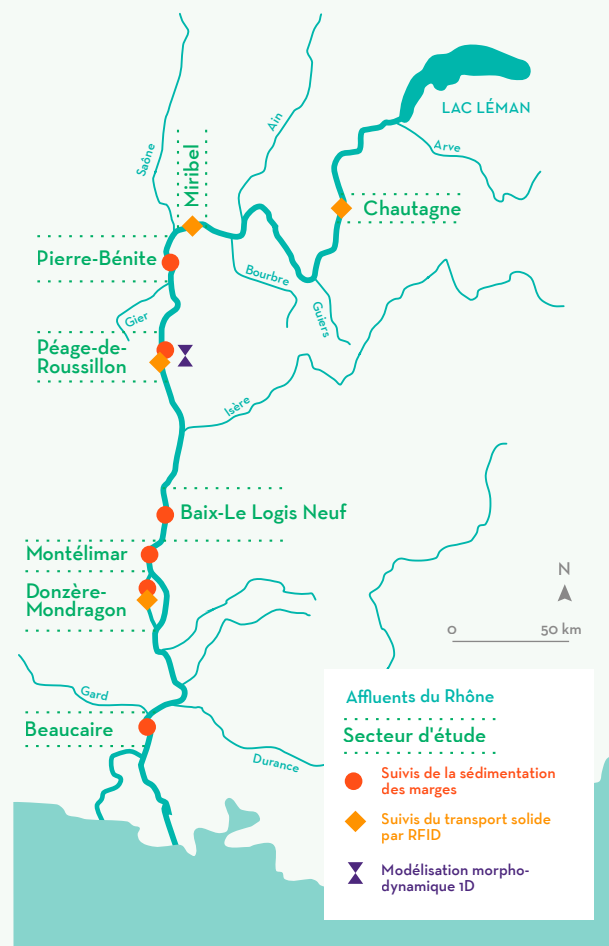 LAC LÉMAN
Saône
Ain
Arve
Miribel
Chautagne
Pierre-Bénite
Bourbre
Guiers
Gier
Péage-de-
Roussillon
Isère
Baix-Le Logis Neuf
Montélimar
Donzère-
Mondragon
N
0 50 km
Gard
Beaucaire
Durance
Affluents du Rhône
Secteur d'étude
Suivis de la sédimentation
des marges
Suivis du transport solide
par RFID
Modélisation morpho-
dynamique 1D